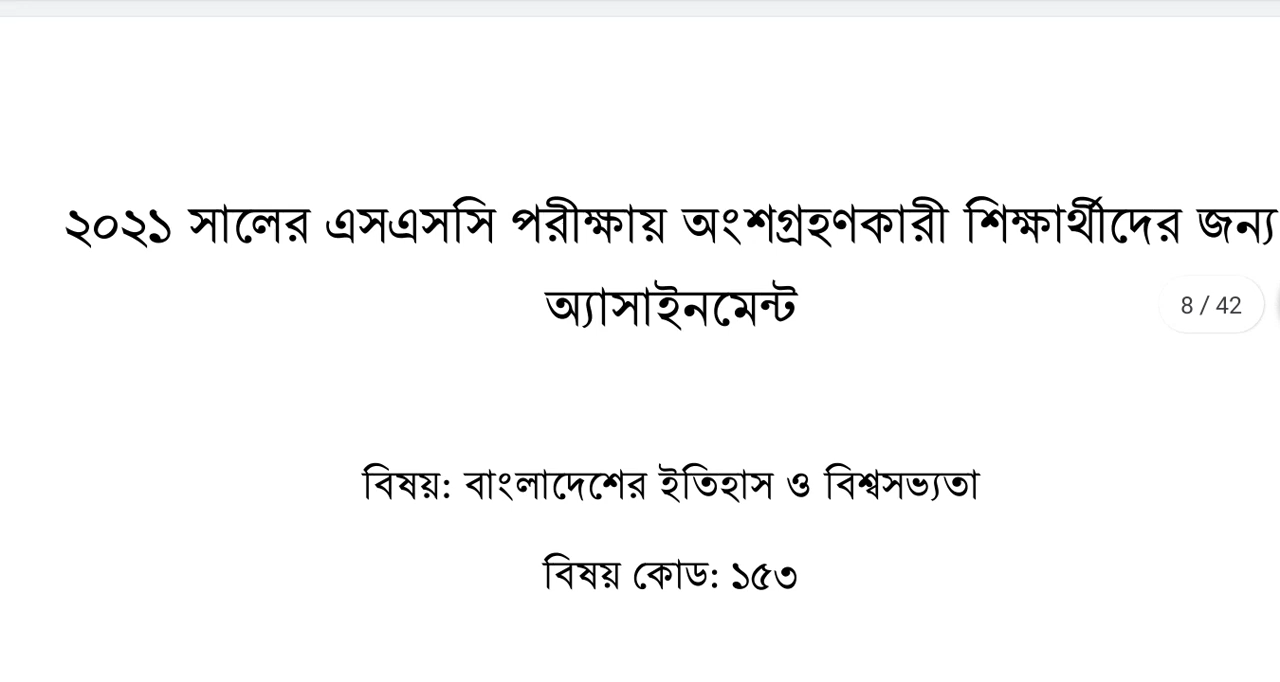 ২০২১ সালের এসএসসি পরীক্ষায় অংশগ্রহণকারী শিক্ষার্থীদের জন্য
অ্যাসাইনমেন্ট
8 / 42
বিষয়: বাংলাদেশের ইতিহাস ও বিশ্বসভ্যতা
বিষয় কোড: ১৫৩